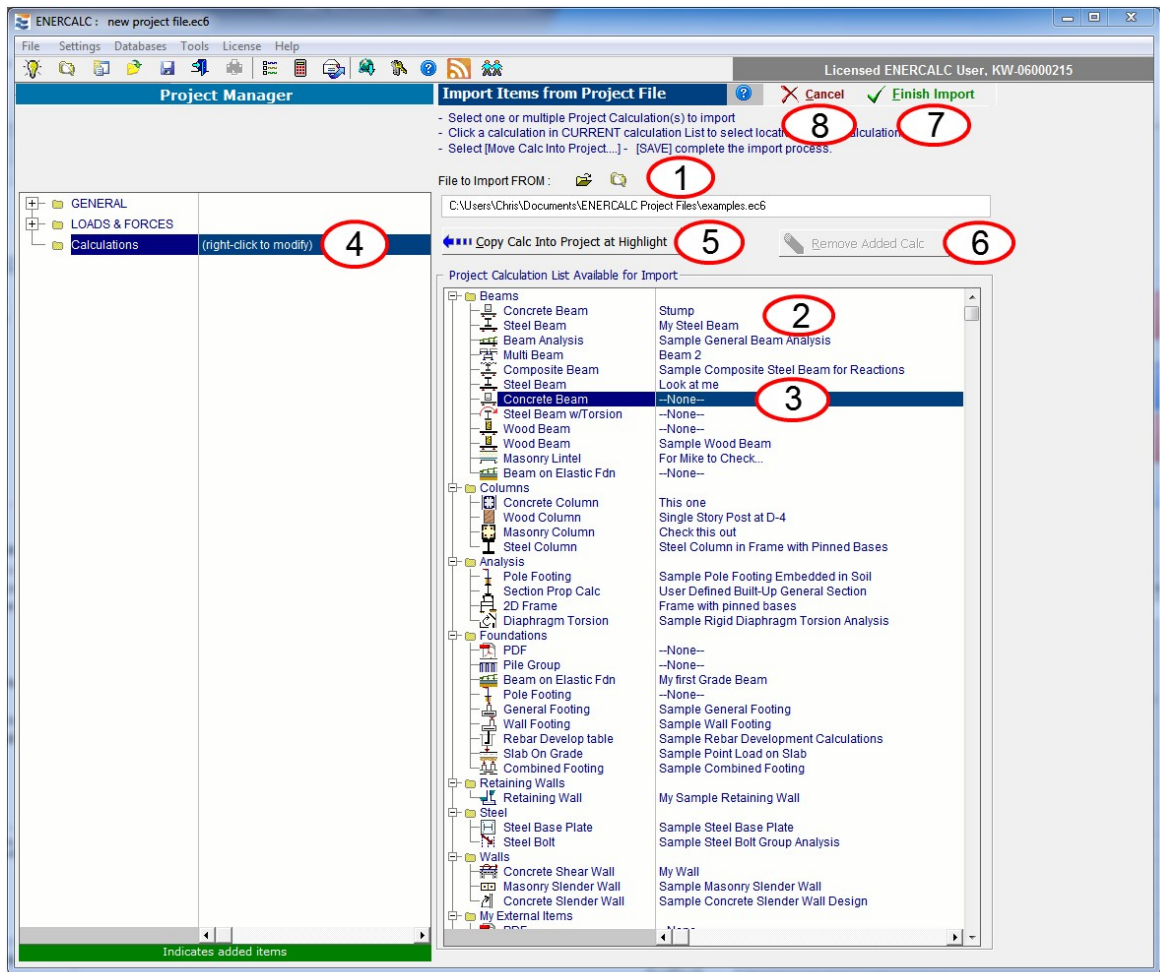 ENERCALC : new project file.ec6
File Settings Databases Tools License Help
Licensed ENERCALC User, KW-06000215
Project Manager
Import Items from Project File
Cancel
Finish Import
8
7
- Select one or multiple Project Calculation(s) to import
- Click a calculation in CURRENT calculation List to select locat
- Select [Move Calc Into Project....] - [SAVE] complete the import process.
File to Import FROM :
1
C:\Users\Chris\Documents\ENERCALC Project Files\examples.ec6
GENERAL
LOADS & FORCES
Calculations (right-click to modify)
4
Copy Calc Into Project at Highlight
5
Remove Added Calc
6
Project Calculation List Available for Import
Beams
Concrete Beam Stump
2
Steel Beam My Steel Beam
Beam Analysis Sample General Beam Analysis
Multi Beam Beam 2
Composite Beam Sample Composite Steel Beam for Reactions
Steel Beam Look at me
Concrete Beam --None--
3
Steel Beam w/Torsion --None--
Wood Beam --None--
Wood Beam Sample Wood Beam
Masonry Lintel For Mike to Check...
Beam on Elastic Fdn --None--
Columns
Concrete Column This one
Wood Column Single Story Post at D-4
Masonry Column Check this out
Steel Column Steel Column in Frame with Pinned Bases
Analysis
Pole Footing Sample Pole Footing Embedded in Soil
Section Prop Calc User Defined Built-Up General Section
2D Frame Frame with pinned bases
Diaphragm Torsion Sample Rigid Diaphragm Torsion Analysis
Foundations
PDF --None--
Pile Group --None--
Beam on Elastic Fdn My first Grade Beam
Pole Footing --None--
General Footing Sample General Footing
Wall Footing Sample Wall Footing
Rebar Develop table Sample Rebar Development Calculations
Slab On Grade Sample Point Load on Slab
Combined Footing Sample Combined Footing
Retaining Walls
Retaining Wall My Sample Retaining Wall
Steel
Steel Base Plate Sample Steel Base Plate
Steel Bolt Sample Steel Bolt Group Analysis
Walls
Concrete Shear Wall My Wall
Masonry Slender Wall Sample Masonry Slender Wall
Concrete Slender Wall Sample Concrete Slender Wall Design
My External Items
Indicates added items